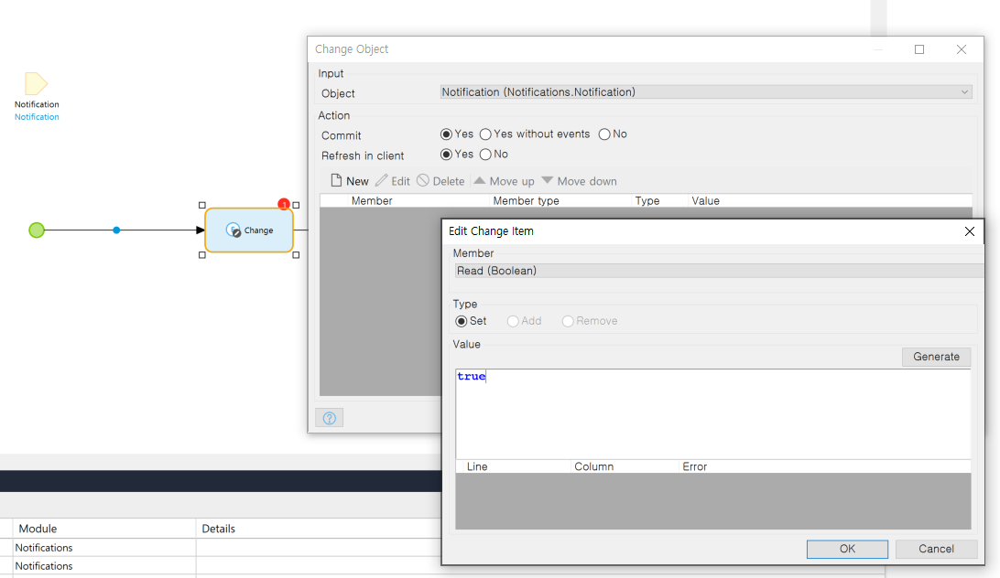 Change Object
Input
Object Notification (Notifications.Notification)
Action
Commit Yes Yes without events No
Refresh in client Yes No
New Edit Delete Move up Move down
Member Member type Type Value
Notification
Notification
1
Change
Edit Change Item
Member
Read (Boolean)
Type
Set Add Remove
Value
Generate
true
Line Column Error
OK Cancel
?
Module Details
Notifications
Notifications